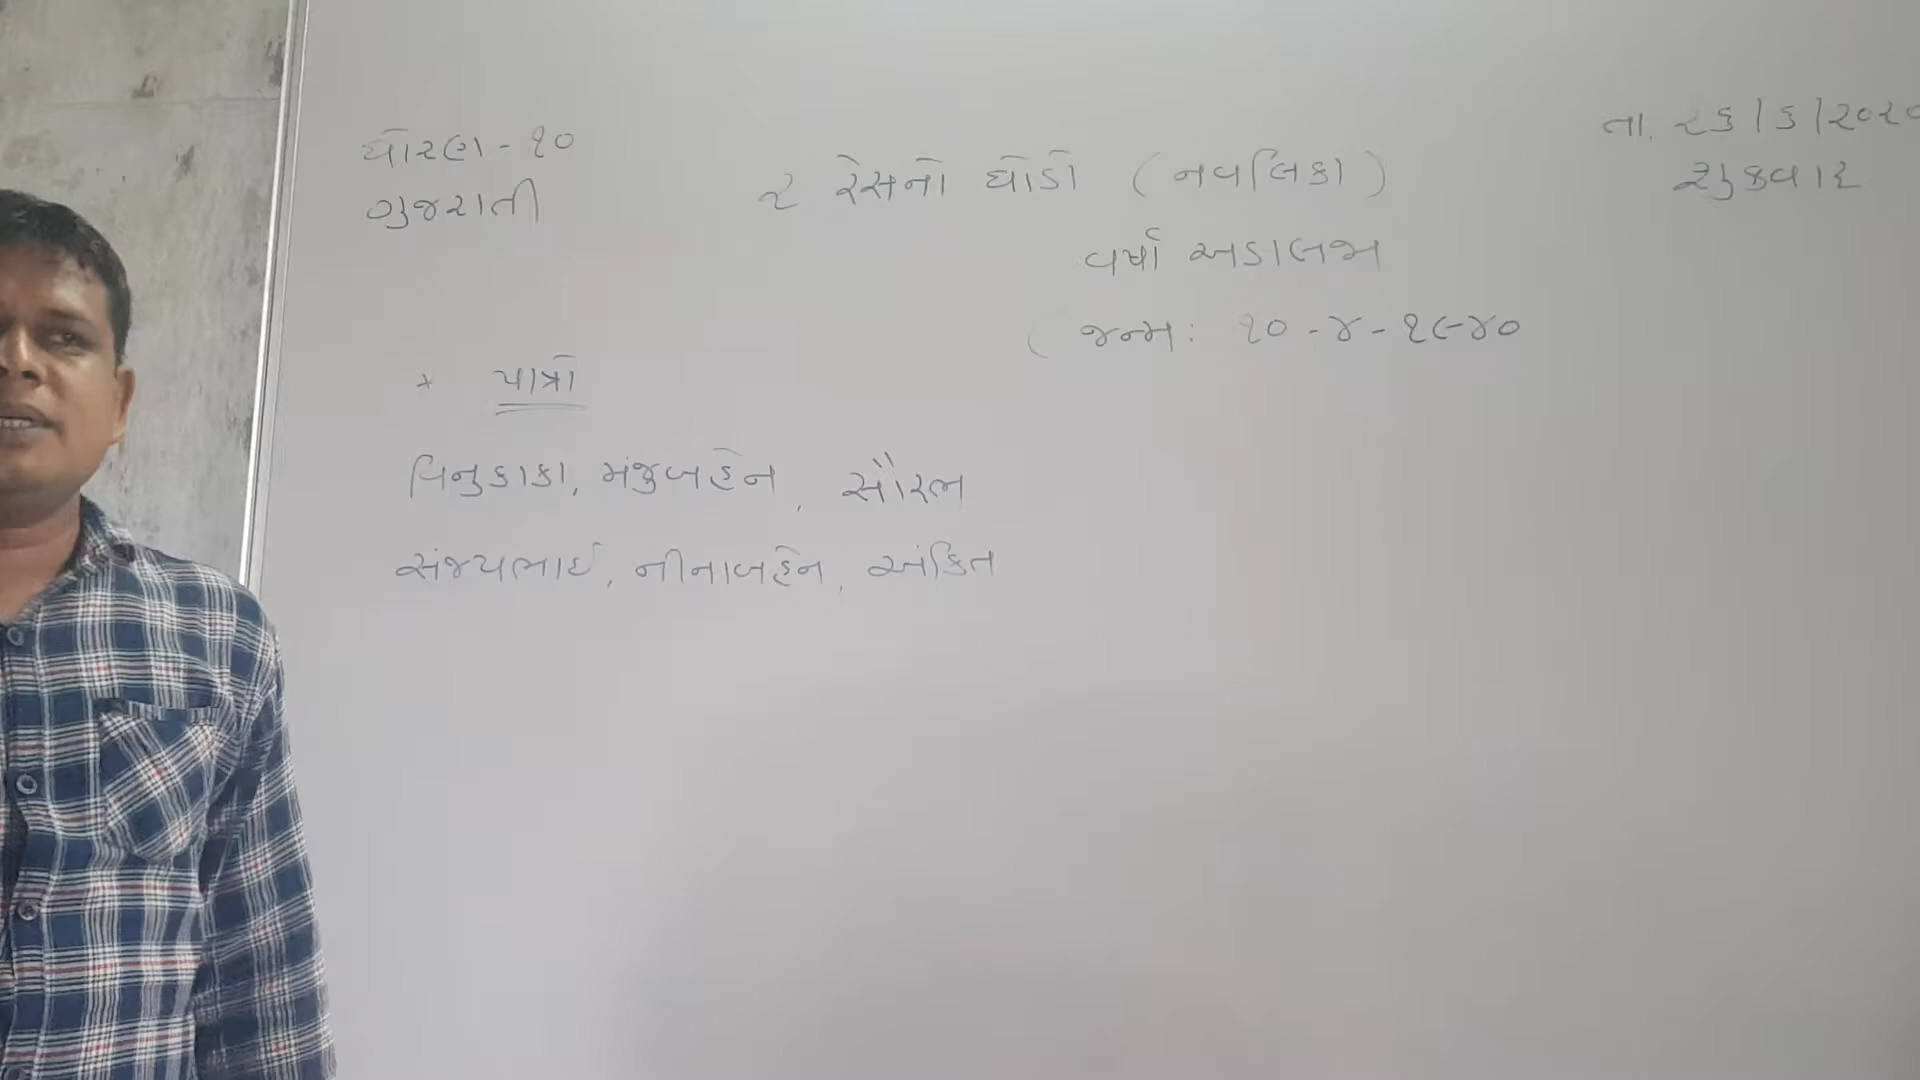 ધોરણ - ૧૦
ગુજરાતી
તા. ૨૬/૬/૨૦૨૦
શુક્રવાર
૨ રેસનો ઘોડો (નવલિકા)
વર્ષા અડાલજા
(જન્મ: ૧૦-૪-૧૯૪૦
* પાત્રો
વિનુકાકા, મંજુબહેન, સૌરભ
સંજયભાઈ, નીનાબહેન, અંકિત